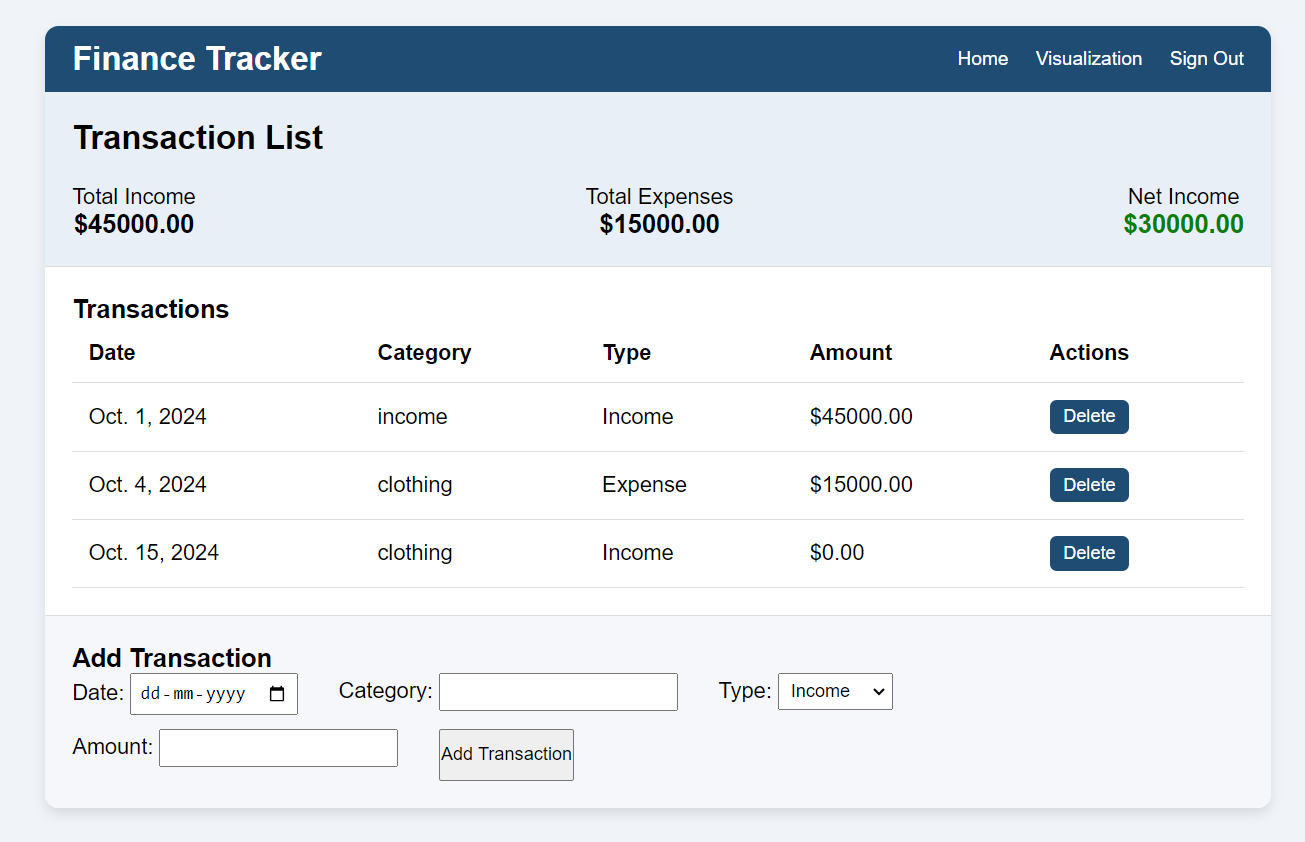 Finance Tracker Home Visualization Sign Out
Transaction List
Total Income Total Expenses Net Income
$45000.00 $15000.00 $30000.00
Transactions
Date Category Type Amount Actions
Oct. 1, 2024 income Income $45000.00 Delete
Oct. 4, 2024 clothing Expense $15000.00 Delete
Oct. 15, 2024 clothing Income $0.00 Delete
Add Transaction
Date: dd-mm-yyyy Category: Type: Income
Amount: Add Transaction